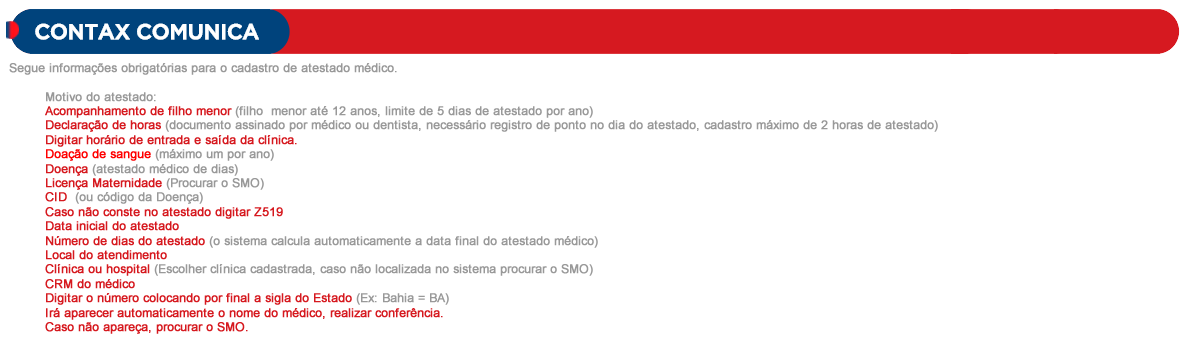 CONTAX COMUNICA
Segue informações obrigatórias para o cadastro de atestado médico.
Motivo do atestado:
Acompanhamento de filho menor (filho  menor até 12 anos, limite de 5 dias de atestado por ano)
Declaração de horas (documento assinado por médico ou dentista, necessário registro de ponto no dia do atestado, cadastro máximo de 2 horas de atestado)
Digitar horário de entrada e saída da clínica.
Doação de sangue (máximo um por ano)
Doença (atestado médico de dias)
Licença Maternidade (Procurar o SMO)
CID  (ou código da Doença)
Caso não conste no atestado digitar Z519
Data inicial do atestado
Número de dias do atestado (o sistema calcula automaticamente a data final do atestado médico)
Local do atendimento
Clínica ou hospital (Escolher clínica cadastrada, caso não localizada no sistema procurar o SMO)
CRM do médico
Digitar o número colocando por final a sigla do Estado (Ex: Bahia = BA)
Irá aparecer automaticamente o nome do médico, realizar conferência.
Caso não apareça, procurar o SMO.